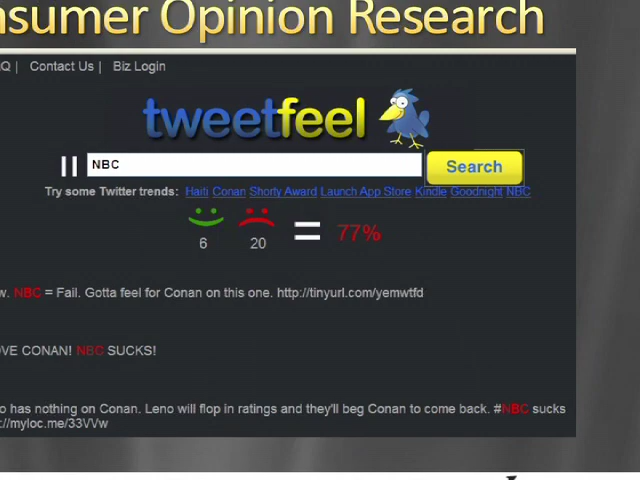 nsumer Opinion Research
Q | Contact Us | Biz Login
tweetfeel
NBC
Search
Try some Twitter trends: Haiti Conan Shorty Award Launch App Store Kindle Goodnight NBC
6 20 = 77%
w. NBC = Fail. Gotta feel for Conan on this one. http://tinyurl.com/yemwtfd
OVE CONAN! NBC SUCKS!
o has nothing on Conan. Leno will flop in ratings and they'll beg Conan to come back. #NBC sucks
://myloc.me/33VVw